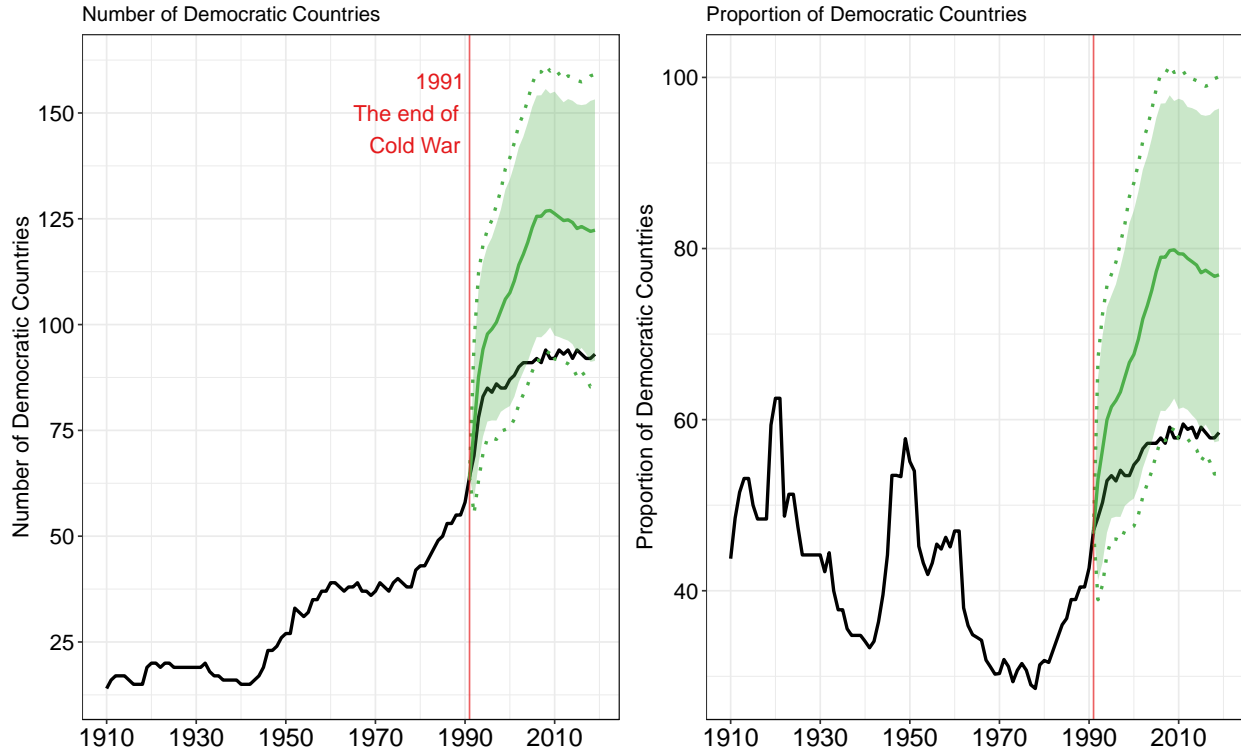 Number of Democratic Countries
Number of Democratic Countries
150
125
100
75
50
25
1991
The end of
Cold War
1910 1930 1950 1970 1990 2010
Proportion of Democratic Countries
Proportion of Democratic Countries
100
80
60
40
1910 1930 1950 1970 1990 2010